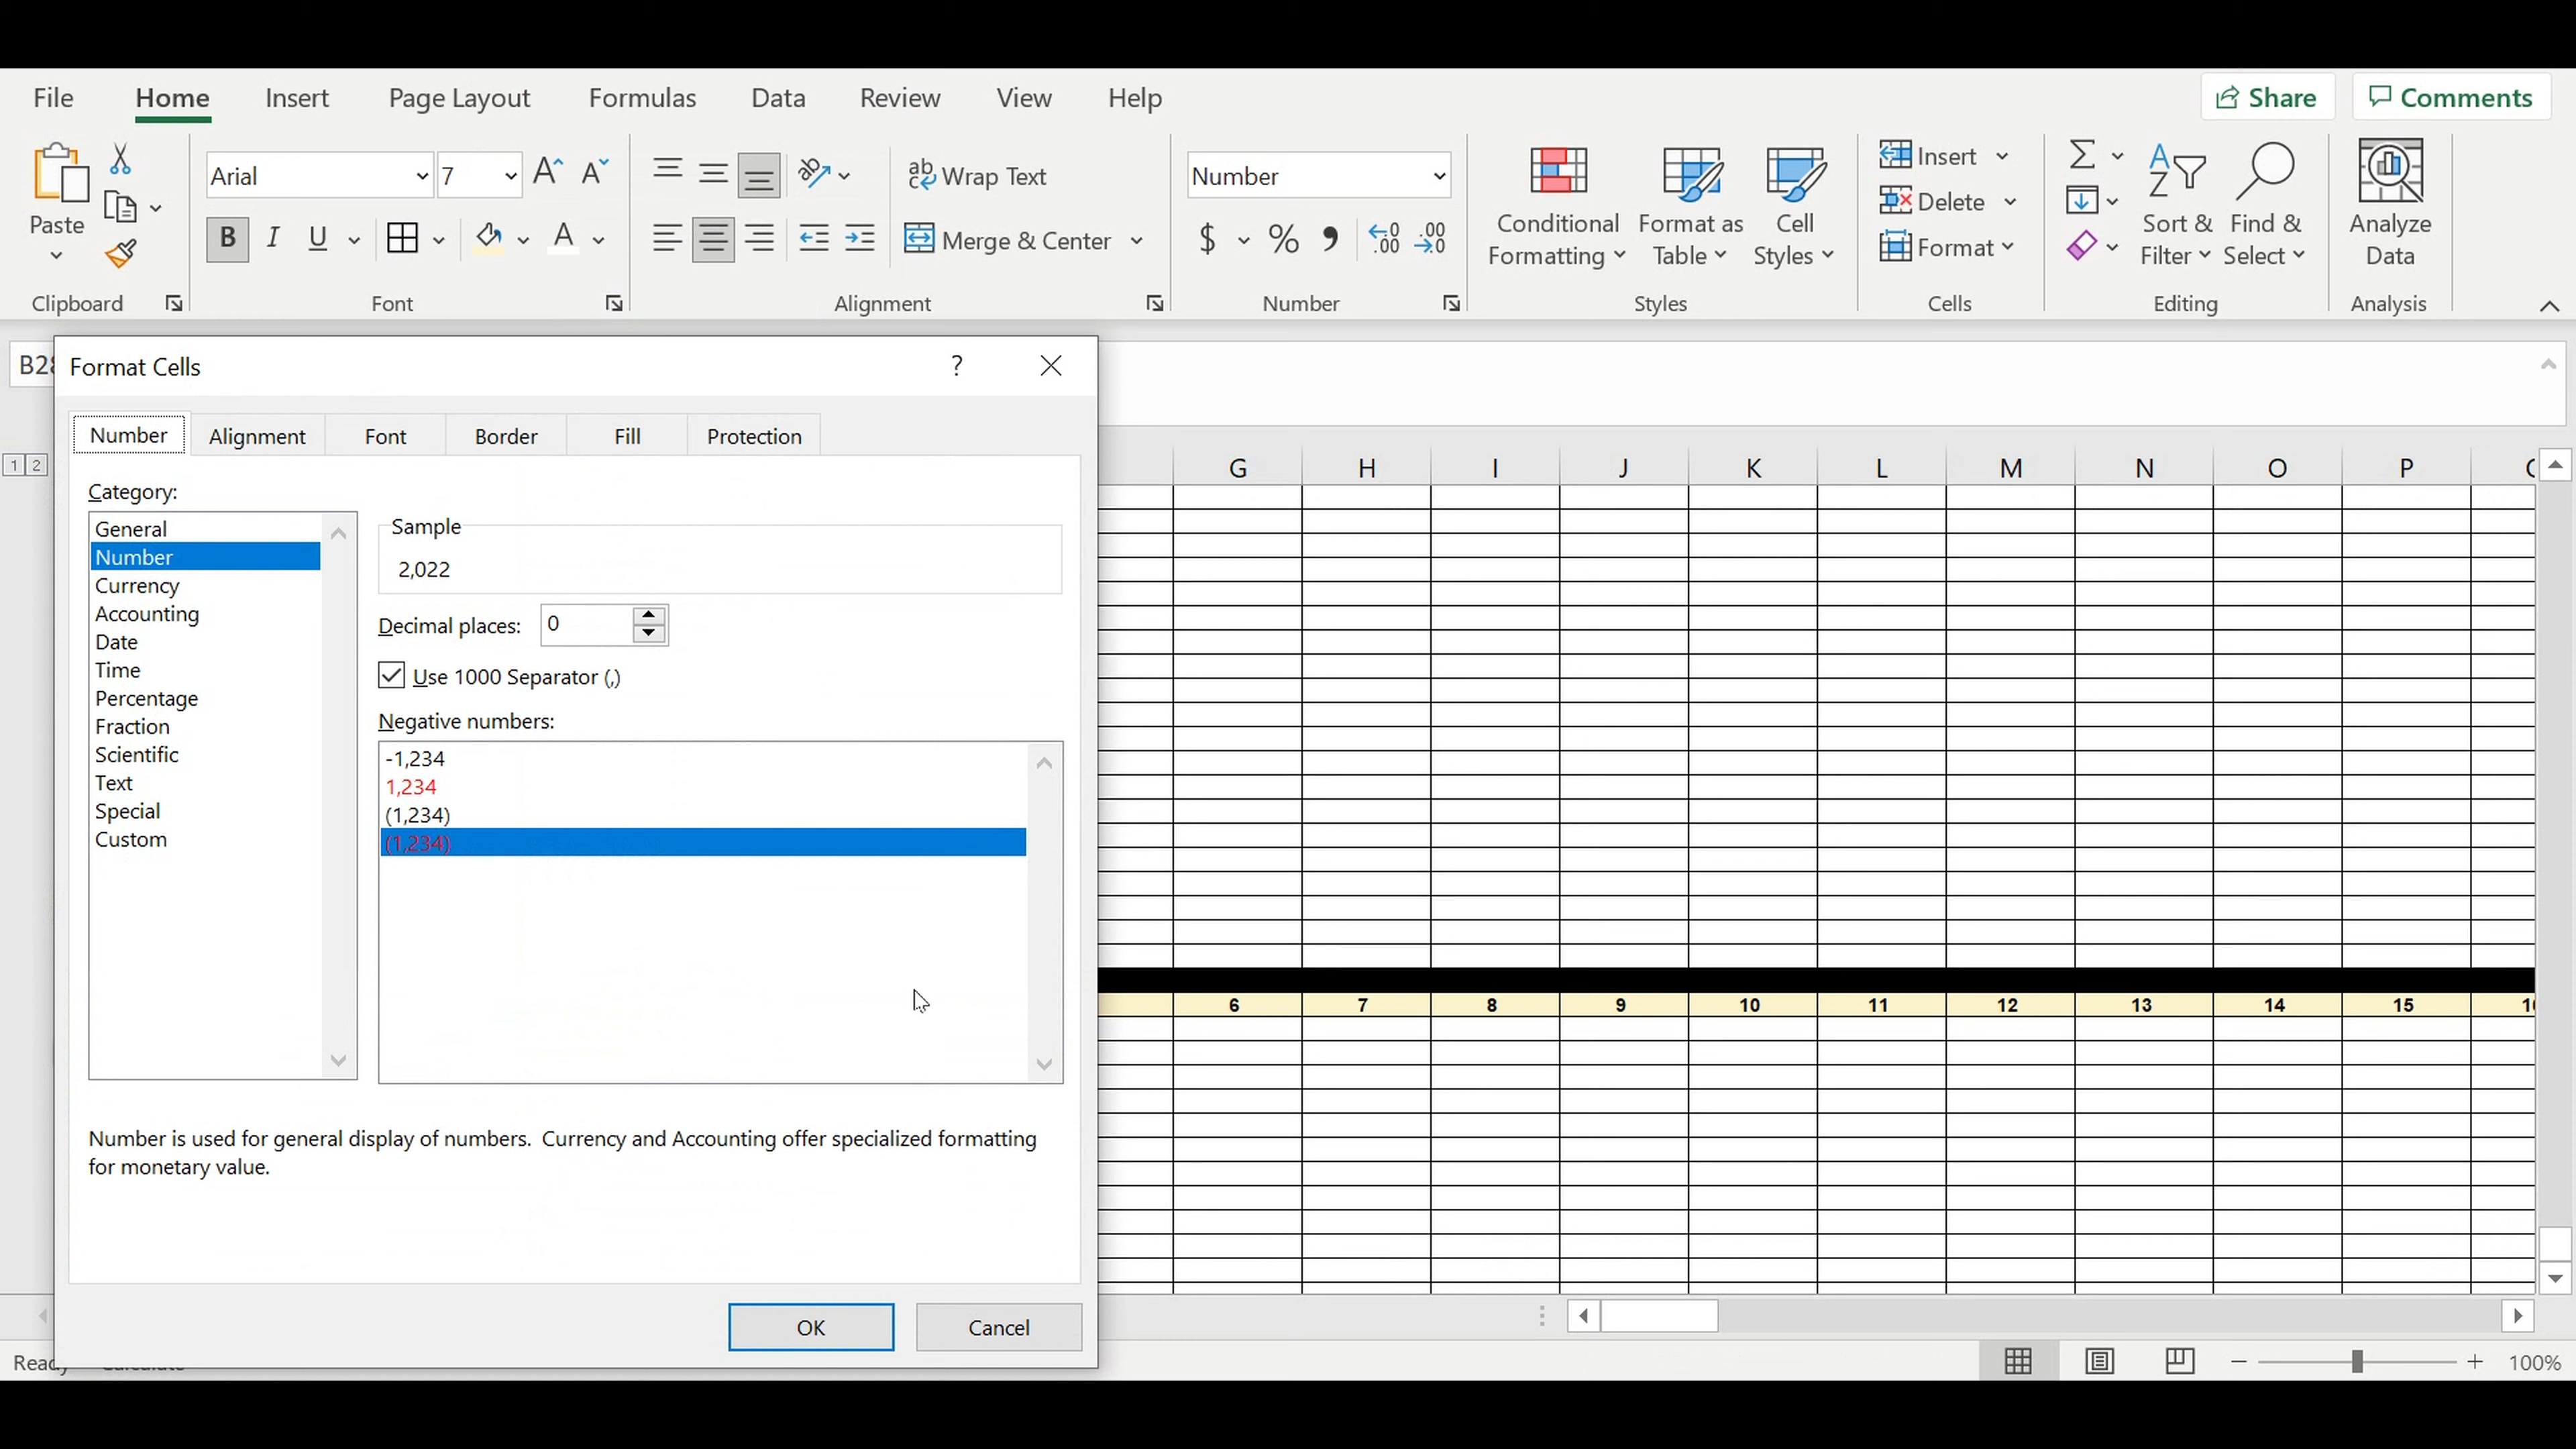 File Home Insert Page Layout Formulas Data Review View Help Share Comments
Arial 7 Wrap Text Number Insert
Paste Conditional Formatting Format as Table Cell Styles Delete Sort & Filter Find & Select Analyze Data
B I U A Merge & Center $ % , Format
Clipboard Font Alignment Number Styles Cells Editing Analysis
Format Cells ?
Number Alignment Font Border Fill Protection
1 2
G H I J K L M N O P
Category:
General
Number
Currency
Accounting
Date
Time
Percentage
Fraction
Scientific
Text
Special
Custom
Sample
2,022
Decimal places: 0
Use 1000 Separator (,)
Negative numbers:
-1,234
1,234
(1,234)
(1,234)
6 7 8 9 10 11 12 13 14 15
Number is used for general display of numbers. Currency and Accounting offer specialized formatting
for monetary value.
OK Cancel
Ready 100%